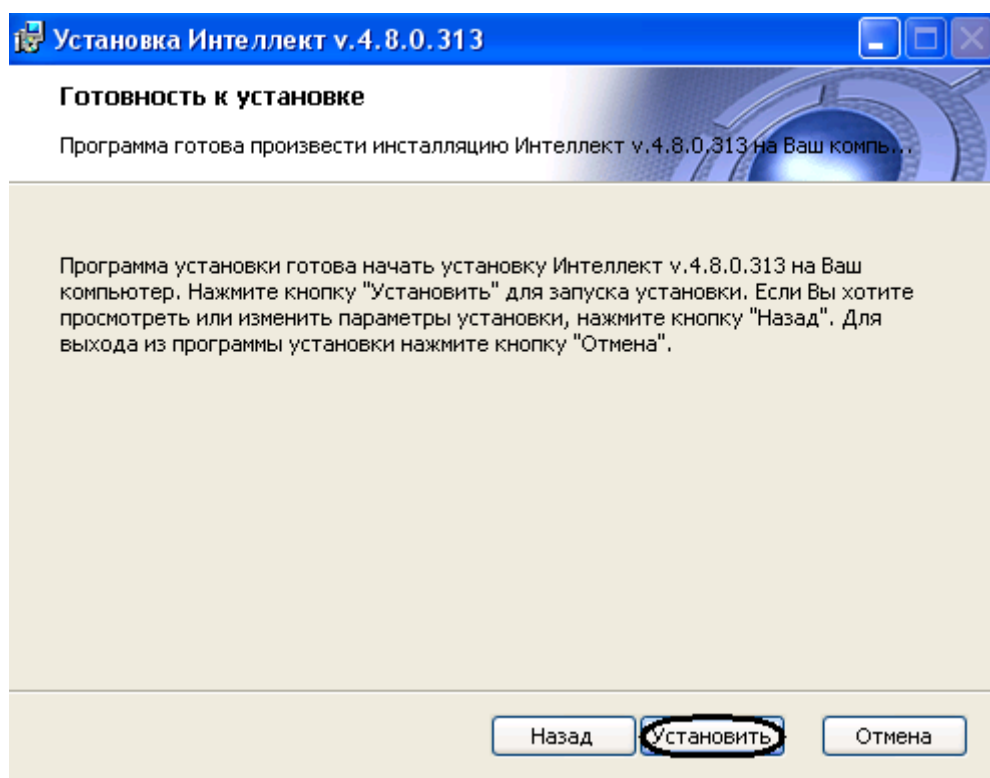 Установка Интеллект v.4.8.0.313
Готовность к установке
Программа готова произвести инсталляцию Интеллект v.4.8.0.313 на Ваш компь...
Программа установки готова начать установку Интеллект v.4.8.0.313 на Ваш
компьютер. Нажмите кнопку "Установить" для запуска установки. Если Вы хотите
просмотреть или изменить параметры установки, нажмите кнопку "Назад". Для
выхода из программы установки нажмите кнопку "Отмена".
Назад Установить Отмена